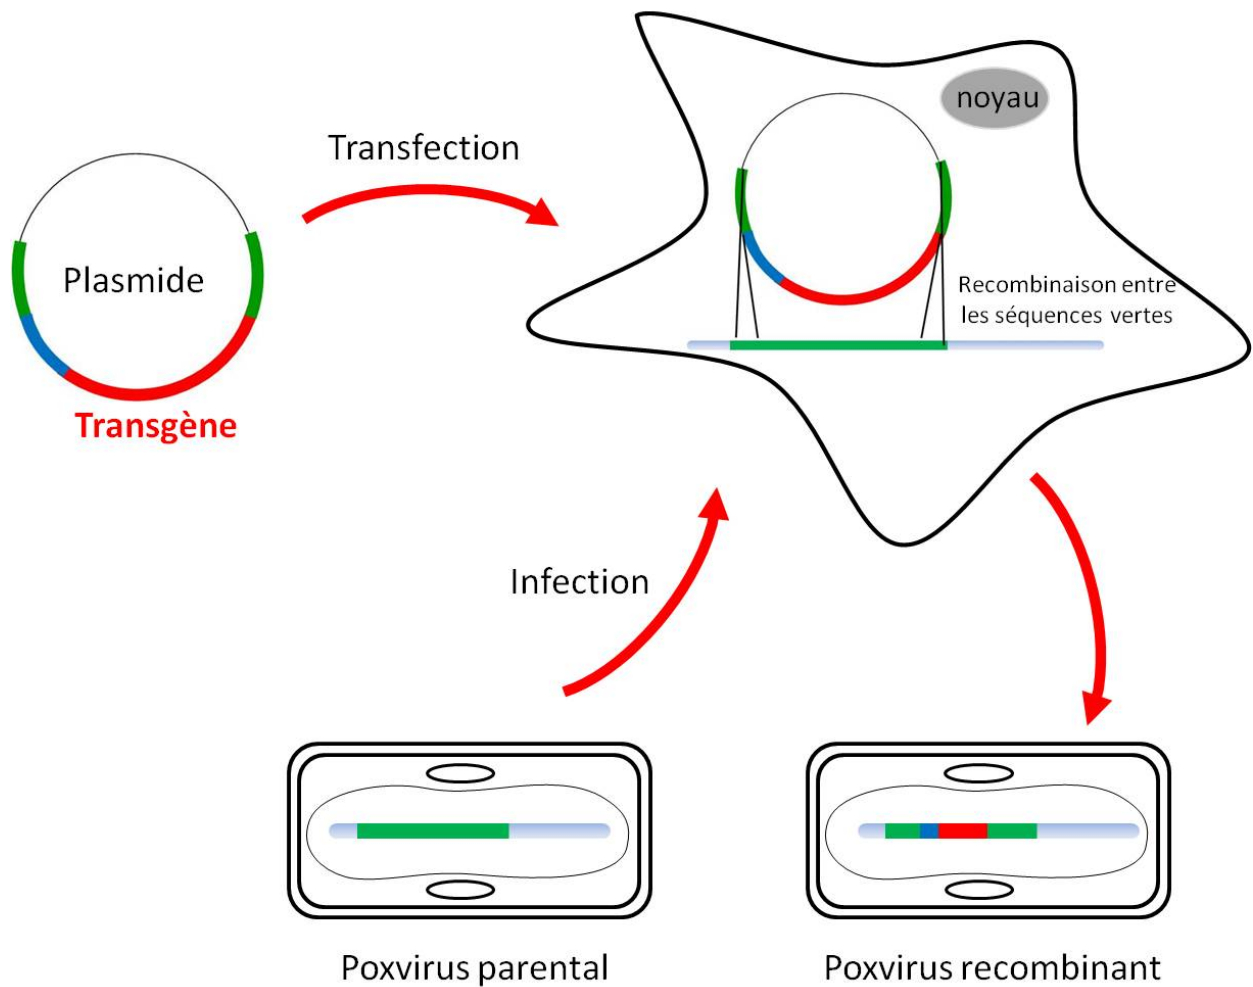 noyau
Transfection
Plasmide
Recombinaison entre
les séquences vertes
Transgène
Infection
Poxvirus parental
Poxvirus recombinant